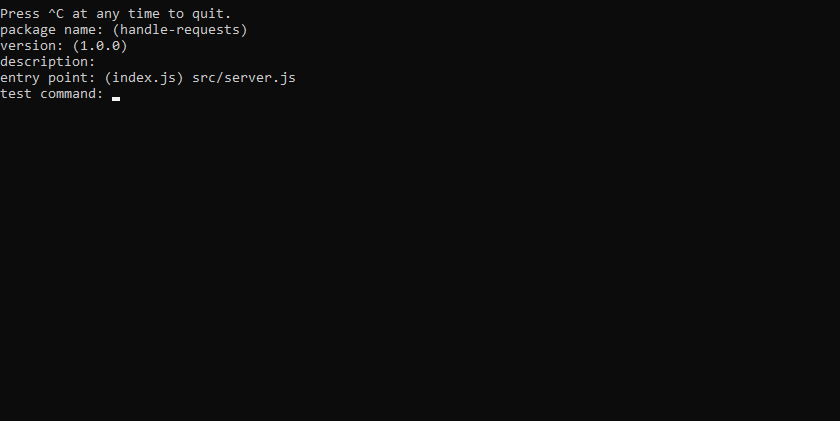 Press ^C at any time to quit.
package name: (handle-requests)
version: (1.0.0)
description:
entry point: (index.js) src/server.js
test command: